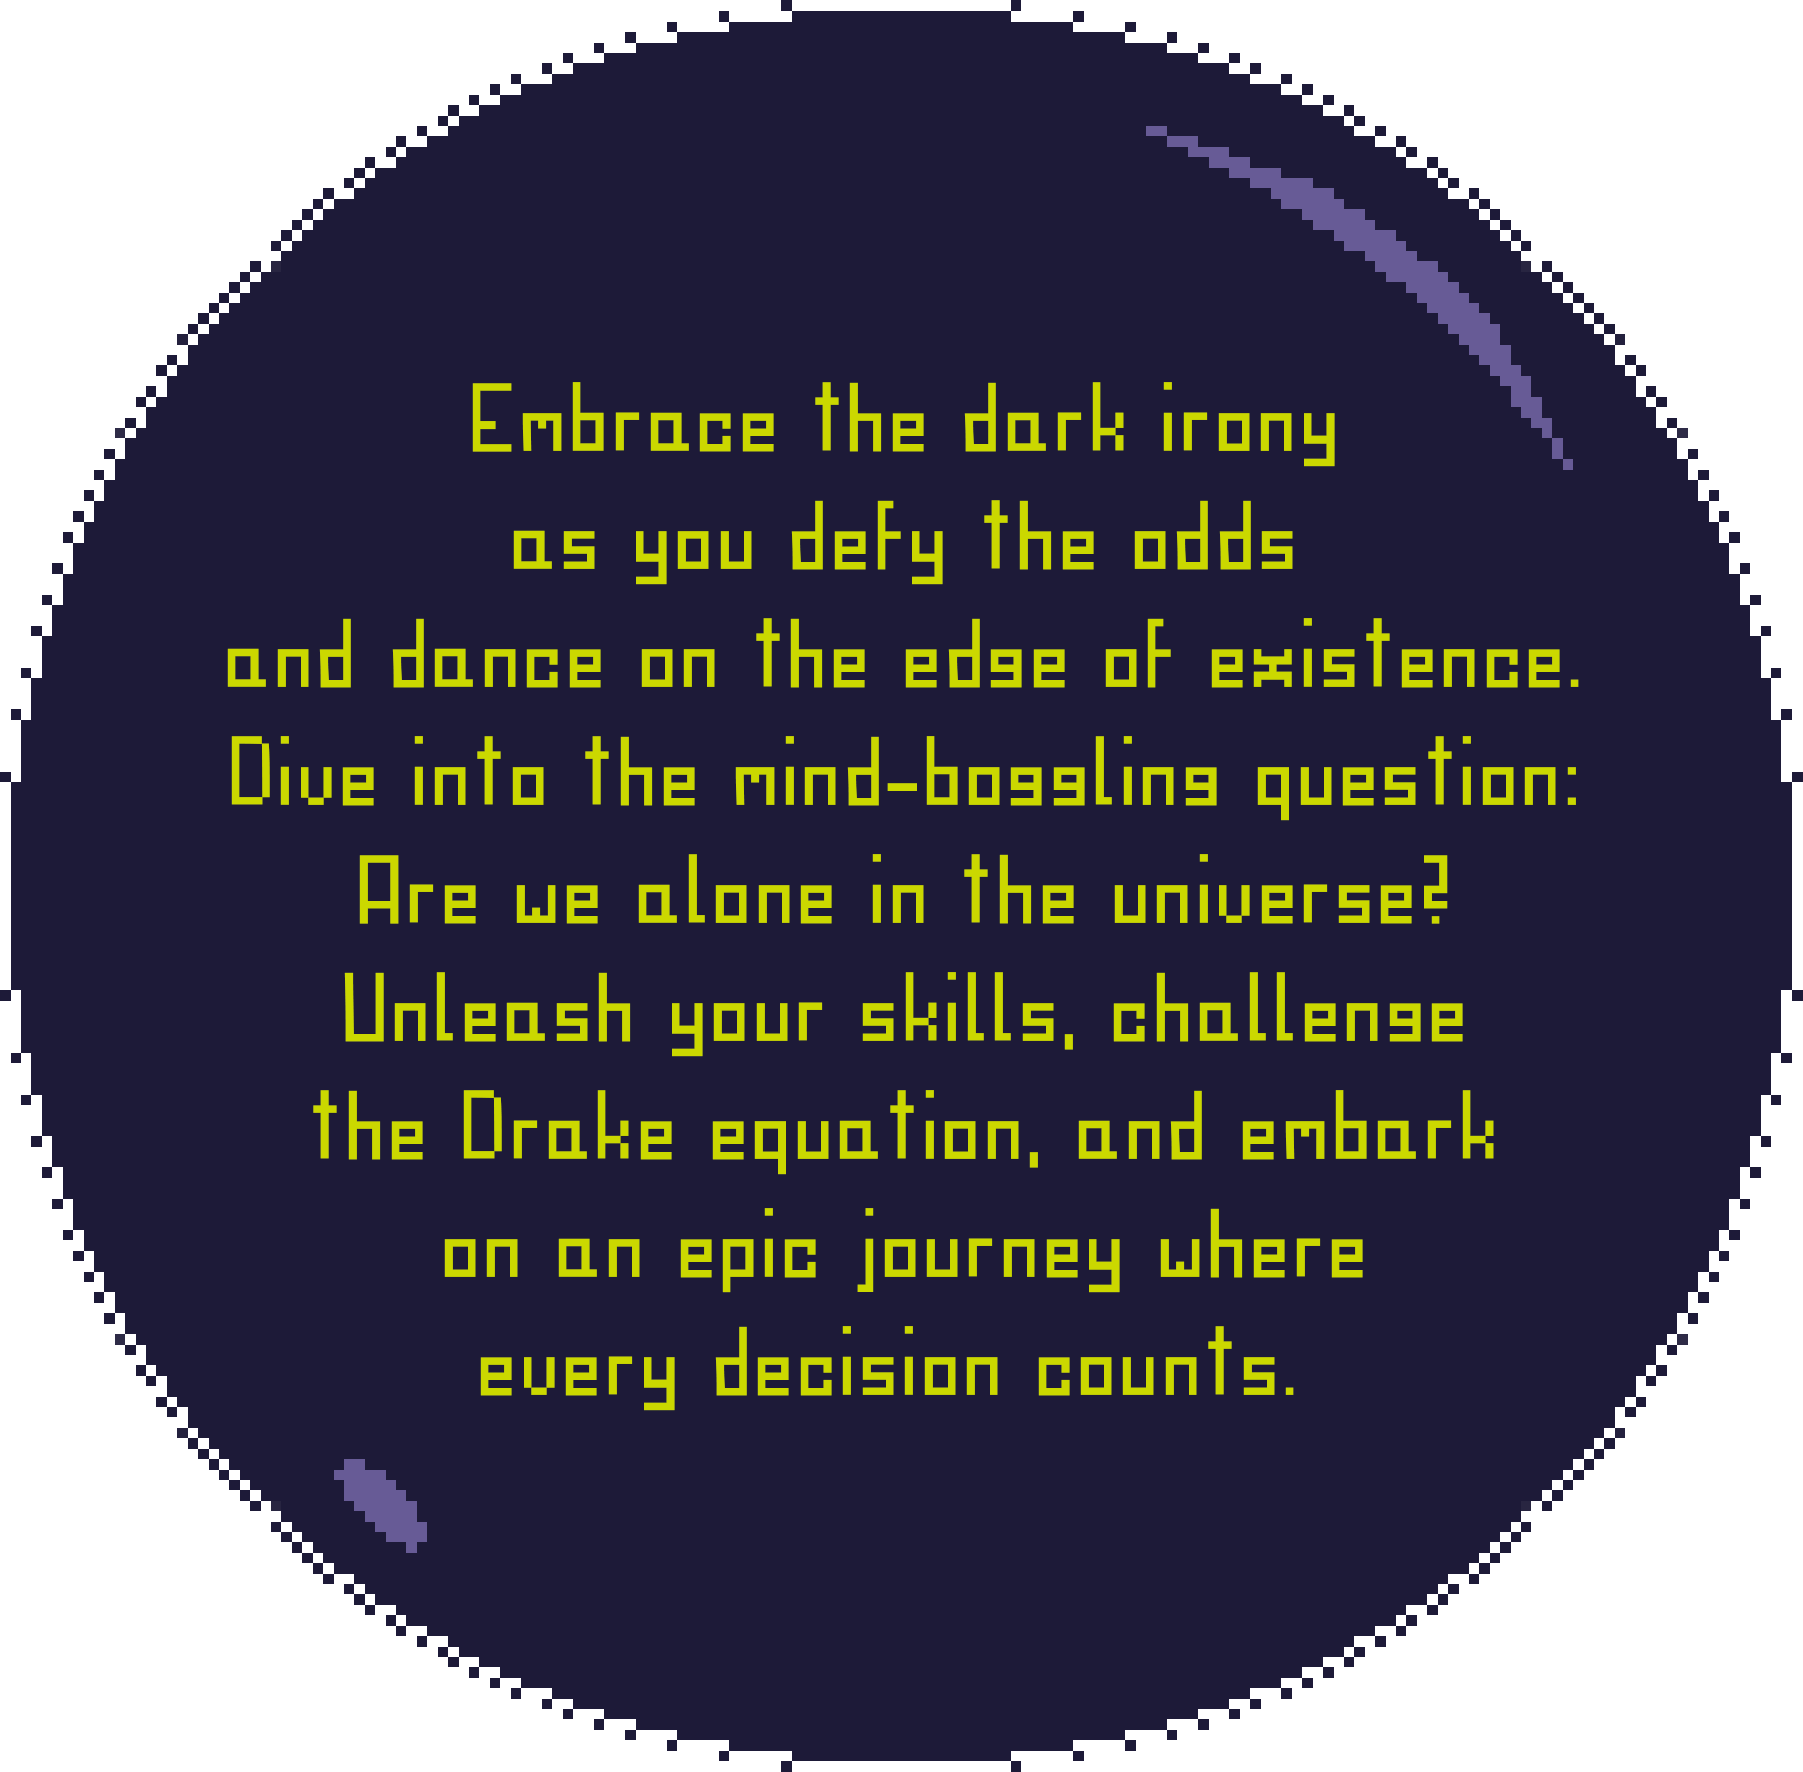 Embrace the dark irony
as you defy the odds
and dance on the edge of existence.
Dive into the mind-boggling question:
Are we alone in the universe?
Unleash your skills, challenge
the Drake equation, and embark
on an epic journey where
every decision counts.